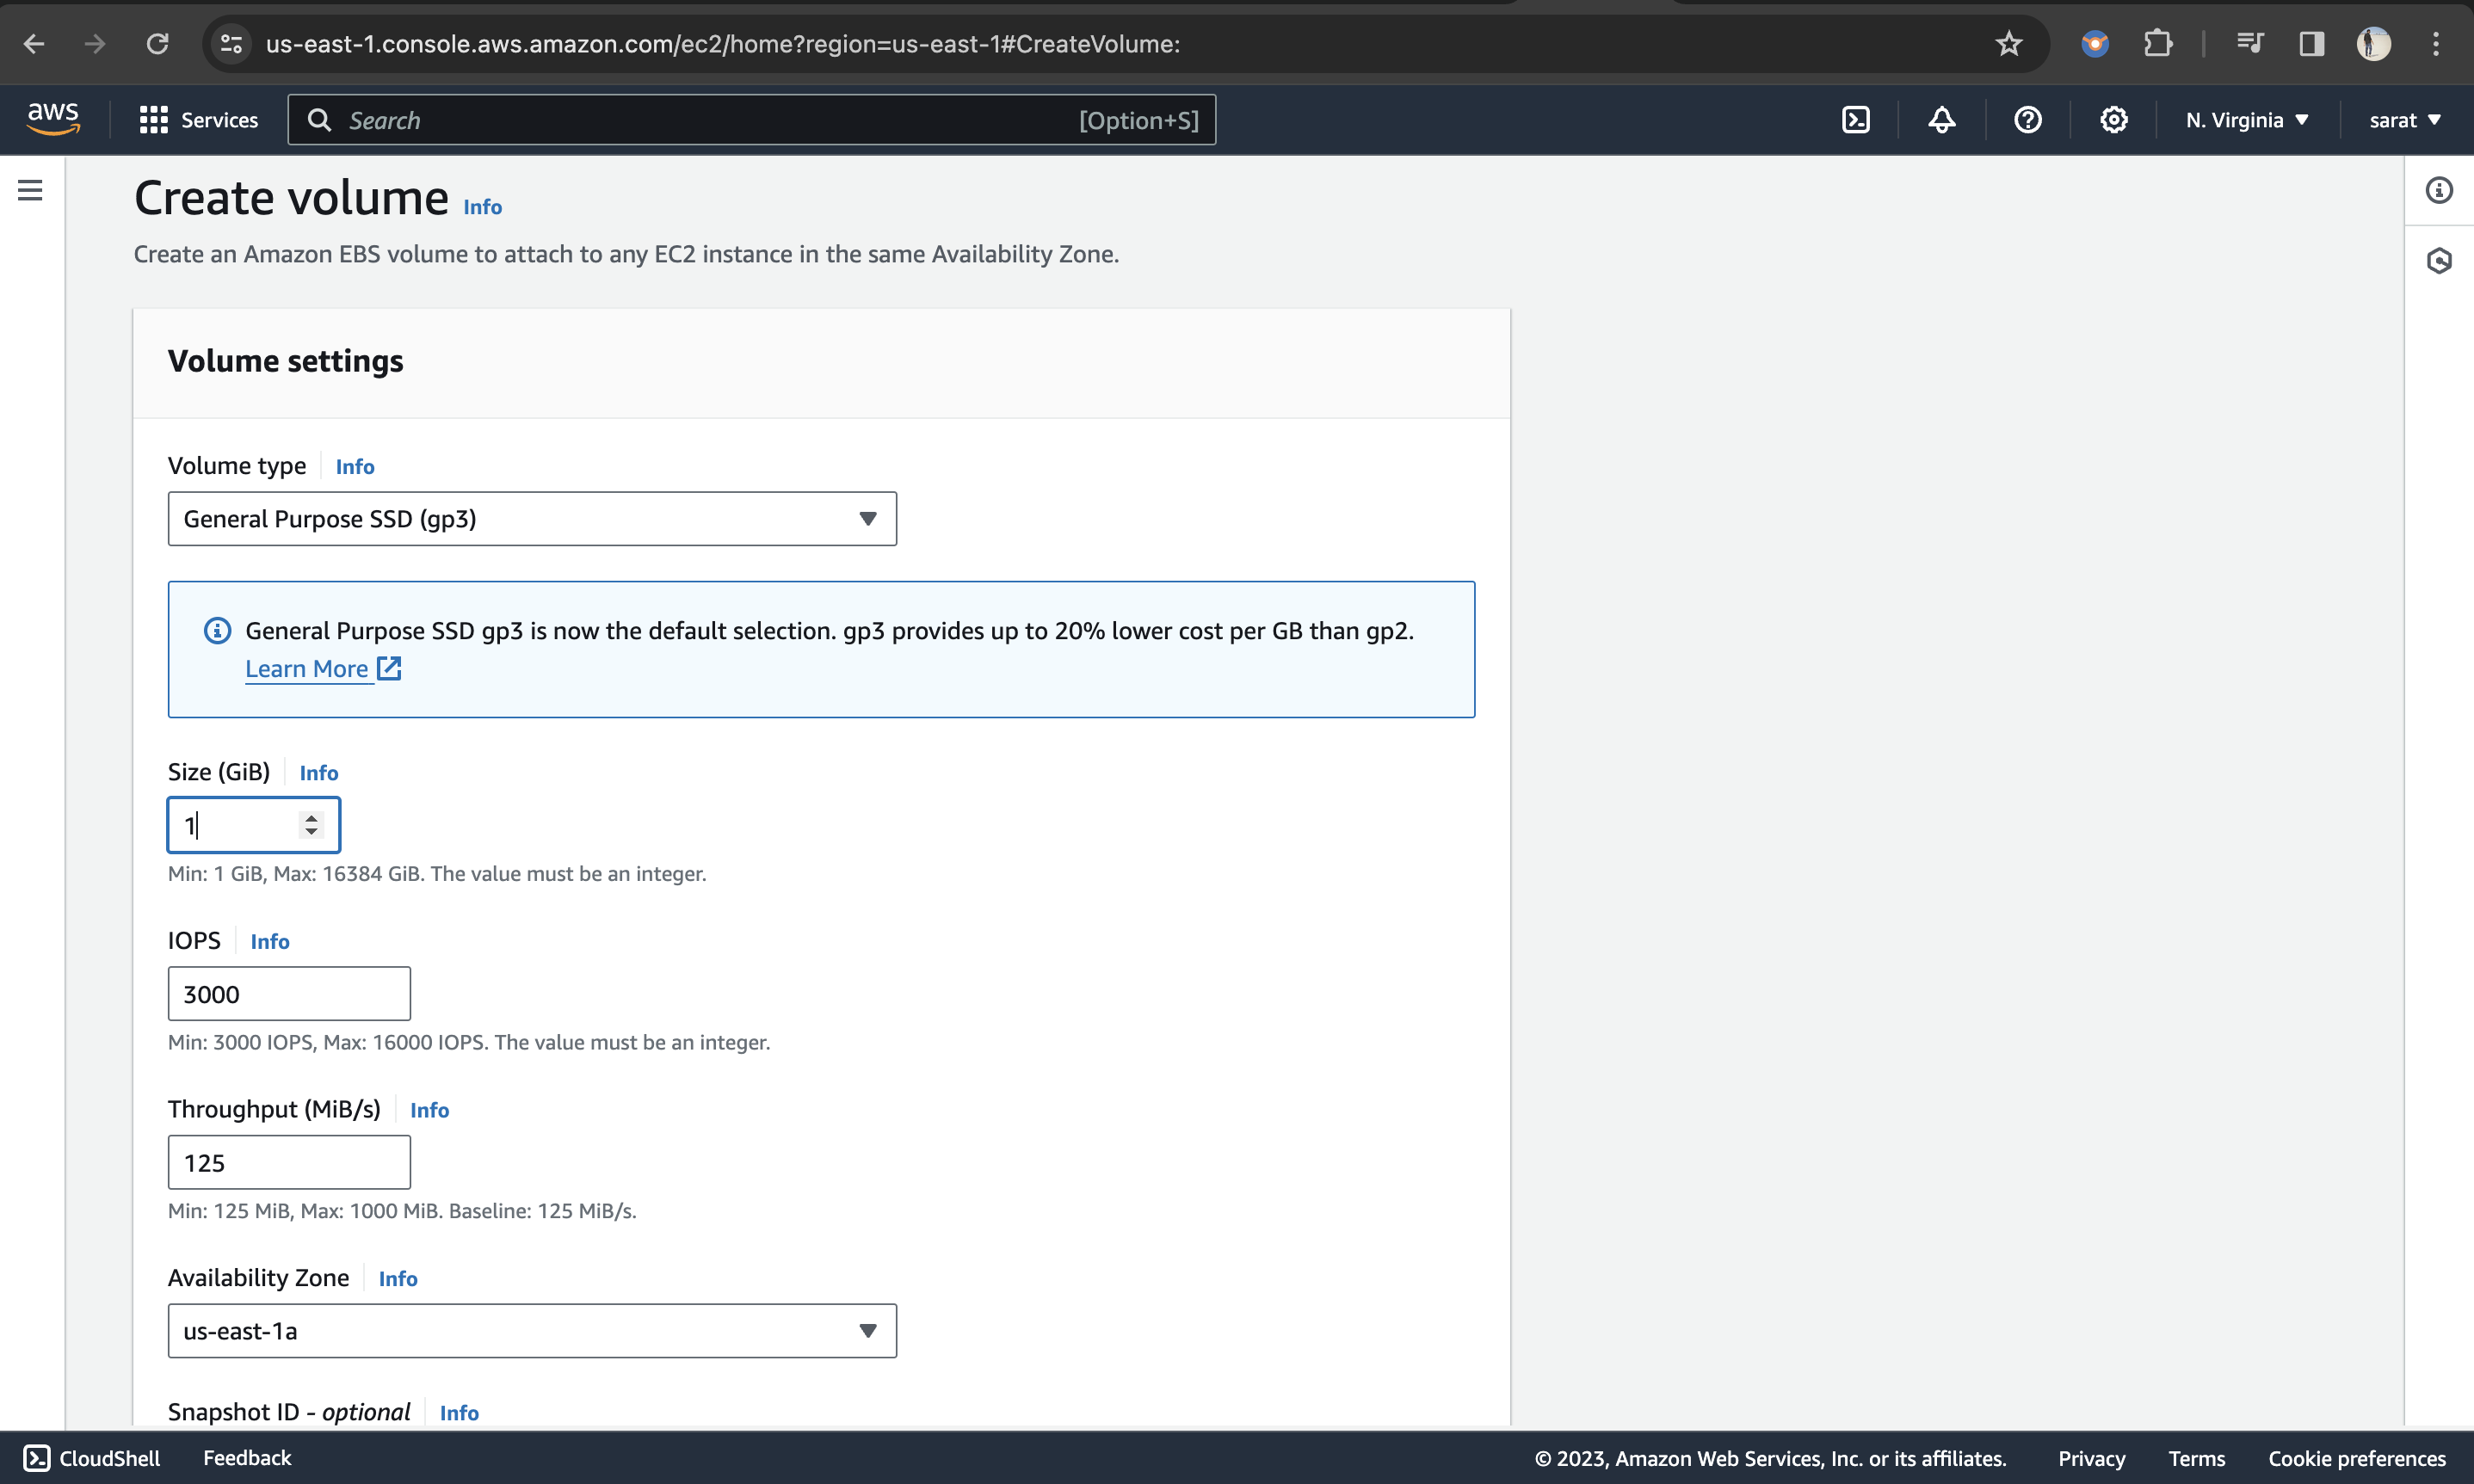 us-east-1.console.aws.amazon.com/ec2/home?region=us-east-1#CreateVolume:
aws
Services
Search
[Option+S]
N. Virginia
sarat
Create volume Info
Create an Amazon EBS volume to attach to any EC2 instance in the same Availability Zone.
Volume settings
Volume type Info
General Purpose SSD (gp3)
General Purpose SSD gp3 is now the default selection. gp3 provides up to 20% lower cost per GB than gp2.
Learn More
Size (GiB) Info
1
Min: 1 GiB, Max: 16384 GiB. The value must be an integer.
IOPS Info
3000
Min: 3000 IOPS, Max: 16000 IOPS. The value must be an integer.
Throughput (MiB/s) Info
125
Min: 125 MiB, Max: 1000 MiB. Baseline: 125 MiB/s.
Availability Zone Info
us-east-1a
Snapshot ID - optional Info
CloudShell
Feedback
© 2023, Amazon Web Services, Inc. or its affiliates.
Privacy
Terms
Cookie preferences